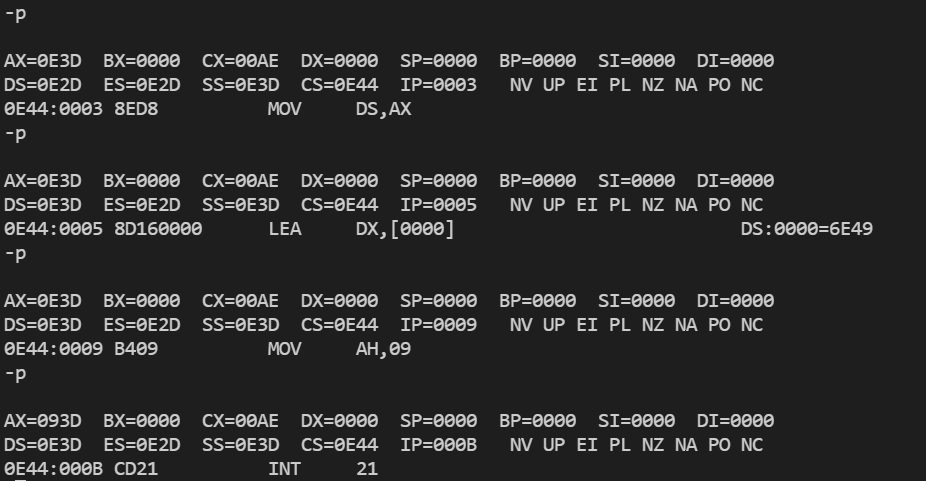 -p
AX=0E3D  BX=0000  CX=00AE  DX=0000  SP=0000  BP=0000  SI=0000  DI=0000
DS=0E2D  ES=0E2D  SS=0E3D  CS=0E44  IP=0003   NV UP EI PL NZ NA PO NC
0E44:0003 8ED8          MOV     DS,AX
-p
AX=0E3D  BX=0000  CX=00AE  DX=0000  SP=0000  BP=0000  SI=0000  DI=0000
DS=0E3D  ES=0E2D  SS=0E3D  CS=0E44  IP=0005   NV UP EI PL NZ NA PO NC
0E44:0005 8D160000      LEA     DX,[0000]                          DS:0000=6E49
-p
AX=0E3D  BX=0000  CX=00AE  DX=0000  SP=0000  BP=0000  SI=0000  DI=0000
DS=0E3D  ES=0E2D  SS=0E3D  CS=0E44  IP=0009   NV UP EI PL NZ NA PO NC
0E44:0009 B409          MOV     AH,09
-p
AX=093D  BX=0000  CX=00AE  DX=0000  SP=0000  BP=0000  SI=0000  DI=0000
DS=0E3D  ES=0E2D  SS=0E3D  CS=0E44  IP=000B   NV UP EI PL NZ NA PO NC
0E44:000B CD21          INT     21